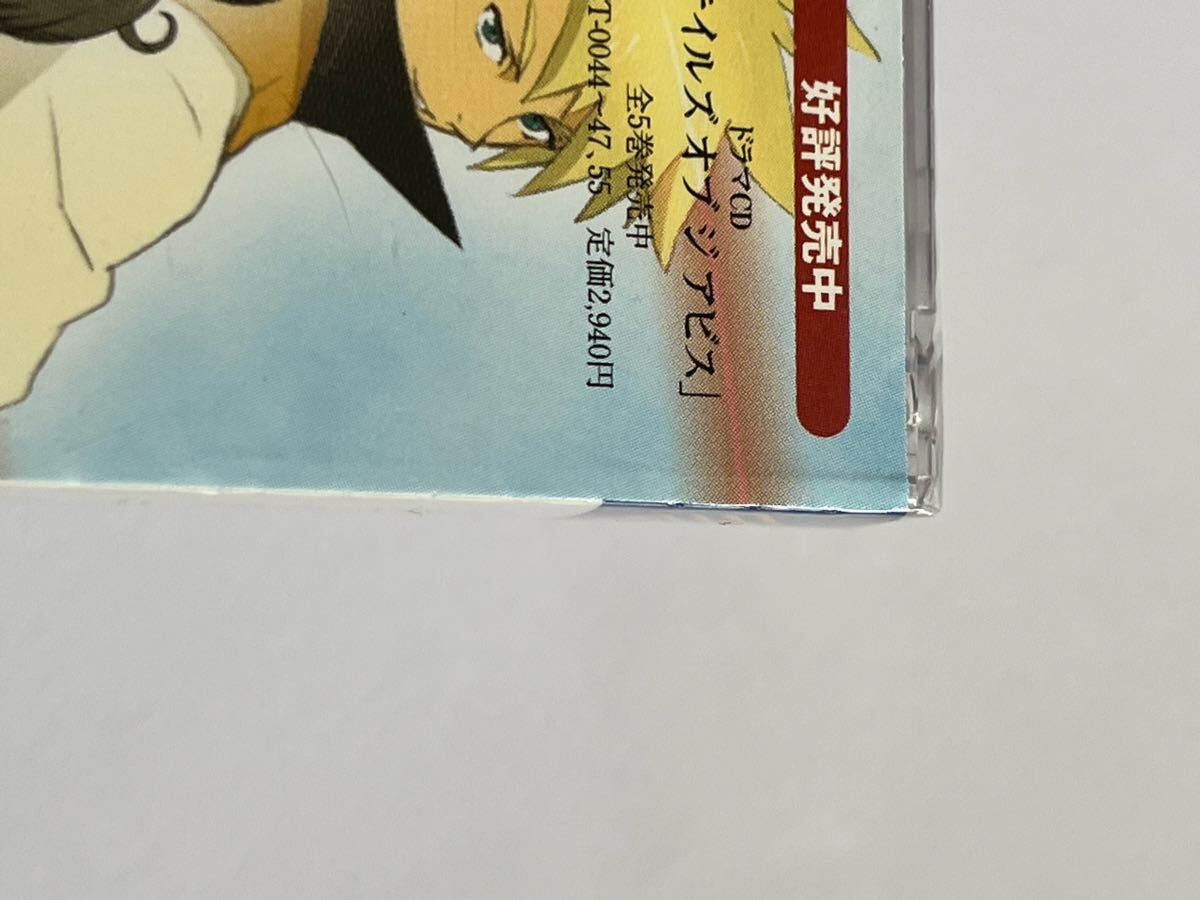 好評発売中
ドラマCD
テイルズ オブ ジ アビス」
全5巻発売中
T-0044〜47、55 定価2,940円